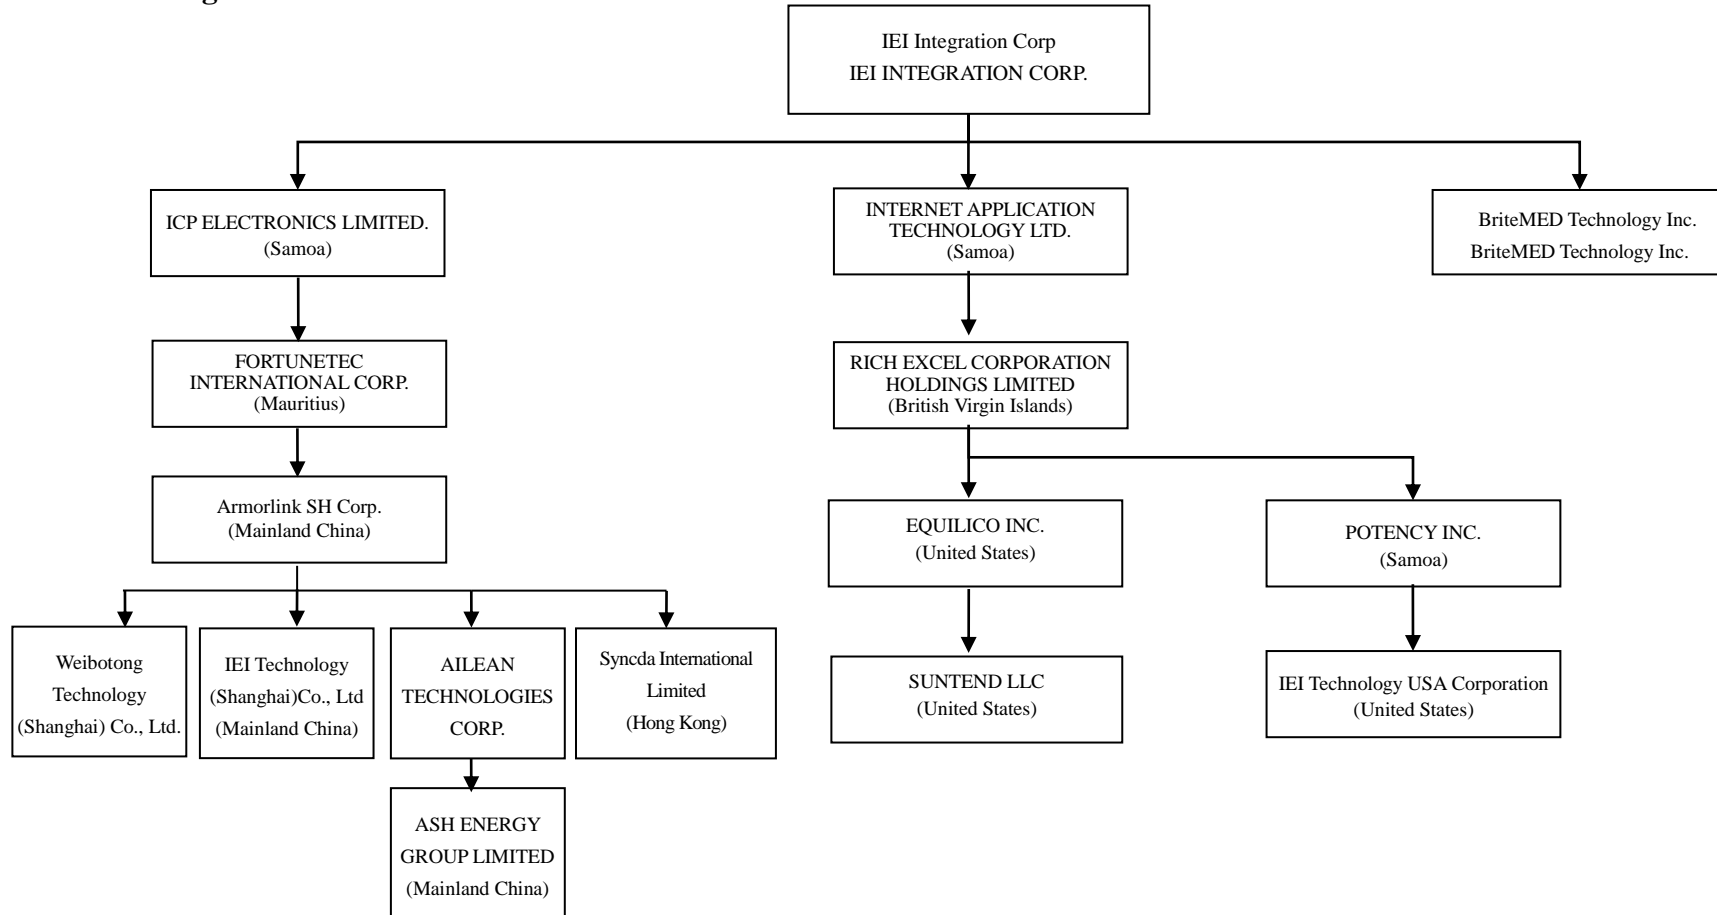 IEI Integration Corp
IEI INTEGRATION CORP.
ICP ELECTRONICS LIMITED.
(Samoa)
INTERNET APPLICATION
TECHNOLOGY LTD.
(Samoa)
BriteMED Technology Inc.
BriteMED Technology Inc.
FORTUNETEC
INTERNATIONAL CORP.
(Mauritius)
RICH EXCEL CORPORATION
HOLDINGS LIMITED
(British Virgin Islands)
Armorlink SH Corp.
(Mainland China)
EQUILICO INC.
(United States)
POTENCY INC.
(Samoa)
Weibotong
Technology
(Shanghai) Co., Ltd.
IEI Technology
(Shanghai)Co., Ltd
(Mainland China)
AILEAN
TECHNOLOGIES
CORP.
Syncda International
Limited
(Hong Kong)
SUNTEND LLC
(United States)
IEI Technology USA Corporation
(United States)
ASH ENERGY
GROUP LIMITED
(Mainland China)